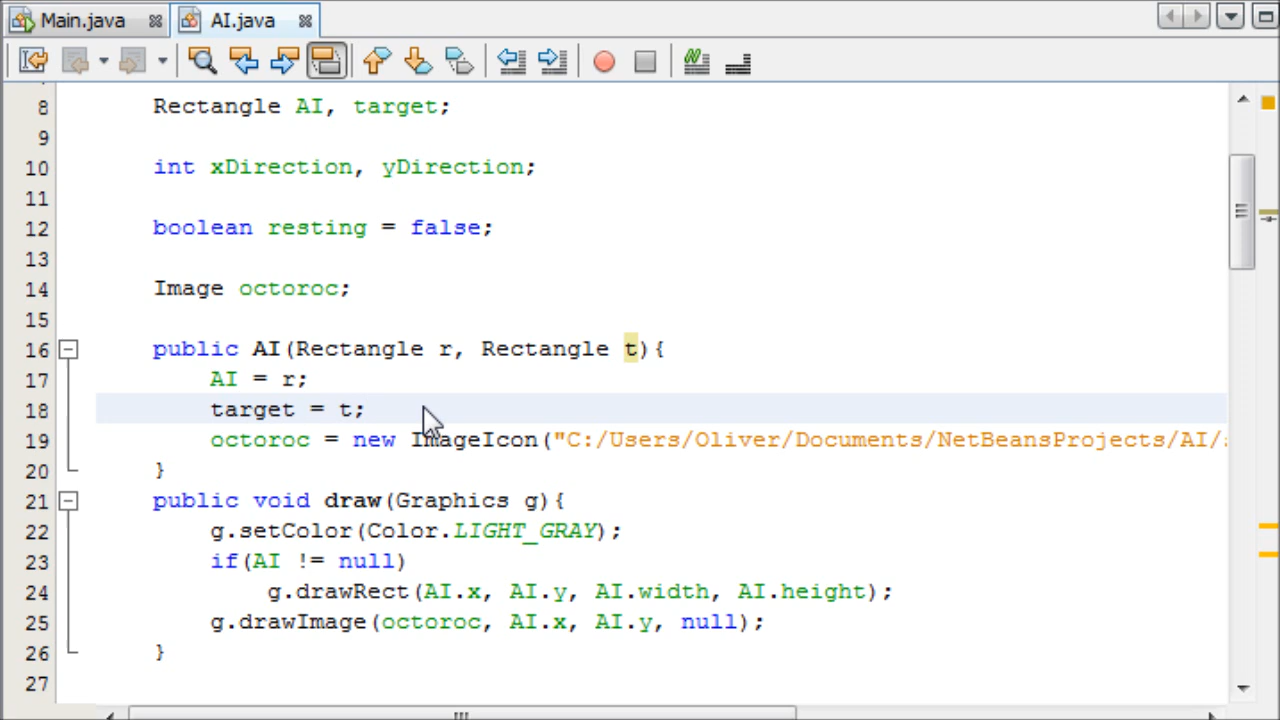 Main.java AI.java
8 Rectangle AI, target;
9
10 int xDirection, yDirection;
11
12 boolean resting = false;
13
14 Image octoroc;
15
16 public AI(Rectangle r, Rectangle t){
17 AI = r;
18 target = t;
19 octoroc = new ImageIcon("C:/Users/Oliver/Documents/NetBeansProjects/AI/
20 }
21 public void draw(Graphics g){
22 g.setColor(Color.LIGHT_GRAY);
23 if(AI != null)
24 g.drawRect(AI.x, AI.y, AI.width, AI.height);
25 g.drawImage(octoroc, AI.x, AI.y, null);
26 }
27